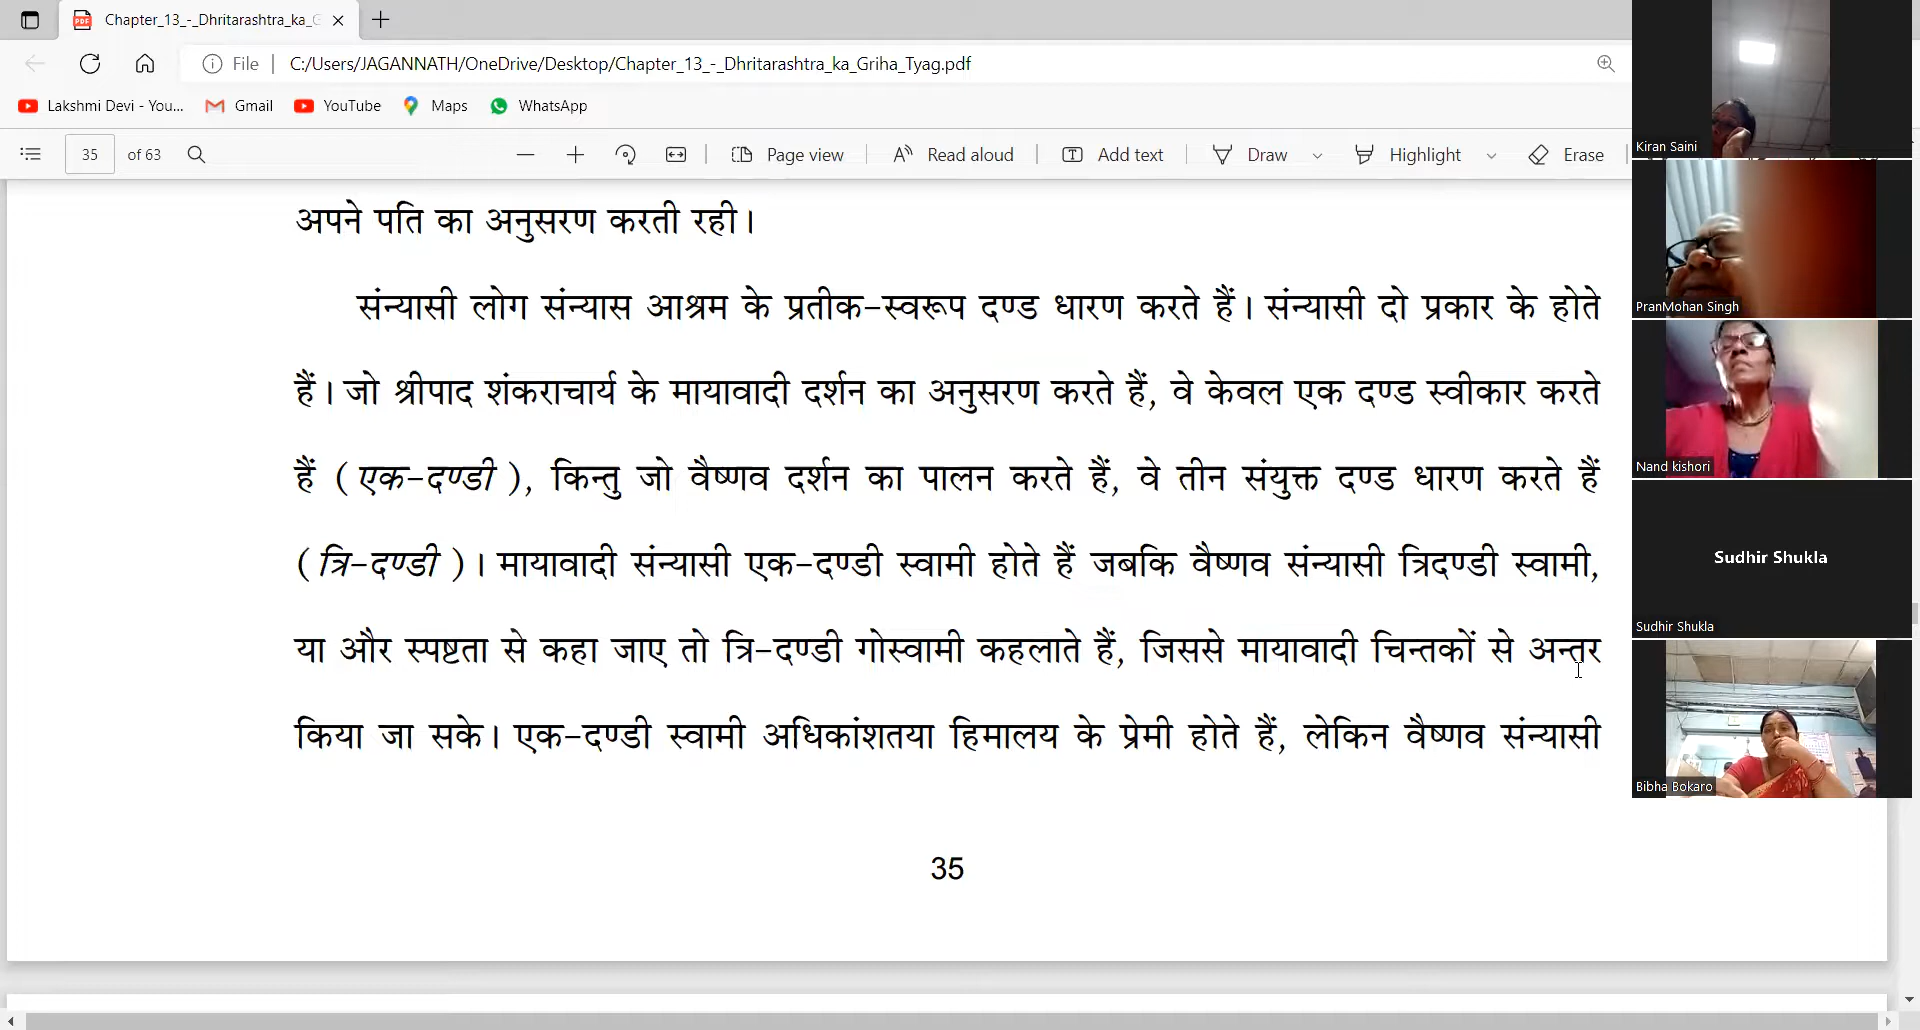 Chapter_13_-_Dhritarashtra_ka_G
File C:/Users/JAGANNATH/OneDrive/Desktop/Chapter_13_-_Dhritarashtra_ka_Griha_Tyag.pdf
Lakshmi Devi - You... Gmail YouTube Maps WhatsApp
35 of 63 Page view Read aloud Add text Draw Highlight Erase
अपने पति का अनुसरण करती रही।
संन्यासी लोग संन्यास आश्रम के प्रतीक-स्वरूप दण्ड धारण करते हैं। संन्यासी दो प्रकार के होते
हैं। जो श्रीपाद शंकराचार्य के मायावादी दर्शन का अनुसरण करते हैं, वे केवल एक दण्ड स्वीकार करते
हैं (एक-दण्डी), किन्तु जो वैष्णव दर्शन का पालन करते हैं, वे तीन संयुक्त दण्ड धारण करते हैं
(त्रि-दण्डी)। मायावादी संन्यासी एक-दण्डी स्वामी होते हैं जबकि वैष्णव संन्यासी त्रिदण्डी स्वामी,
या और स्पष्टता से कहा जाए तो त्रि-दण्डी गोस्वामी कहलाते हैं, जिससे मायावादी चिन्तकों से अन्तर
किया जा सके। एक-दण्डी स्वामी अधिकांशतया हिमालय के प्रेमी होते हैं, लेकिन वैष्णव संन्यासी
35
Kiran Saini
PranMohan Singh
Nand kishori
Sudhir Shukla
Sudhir Shukla
Bibha Bokaro